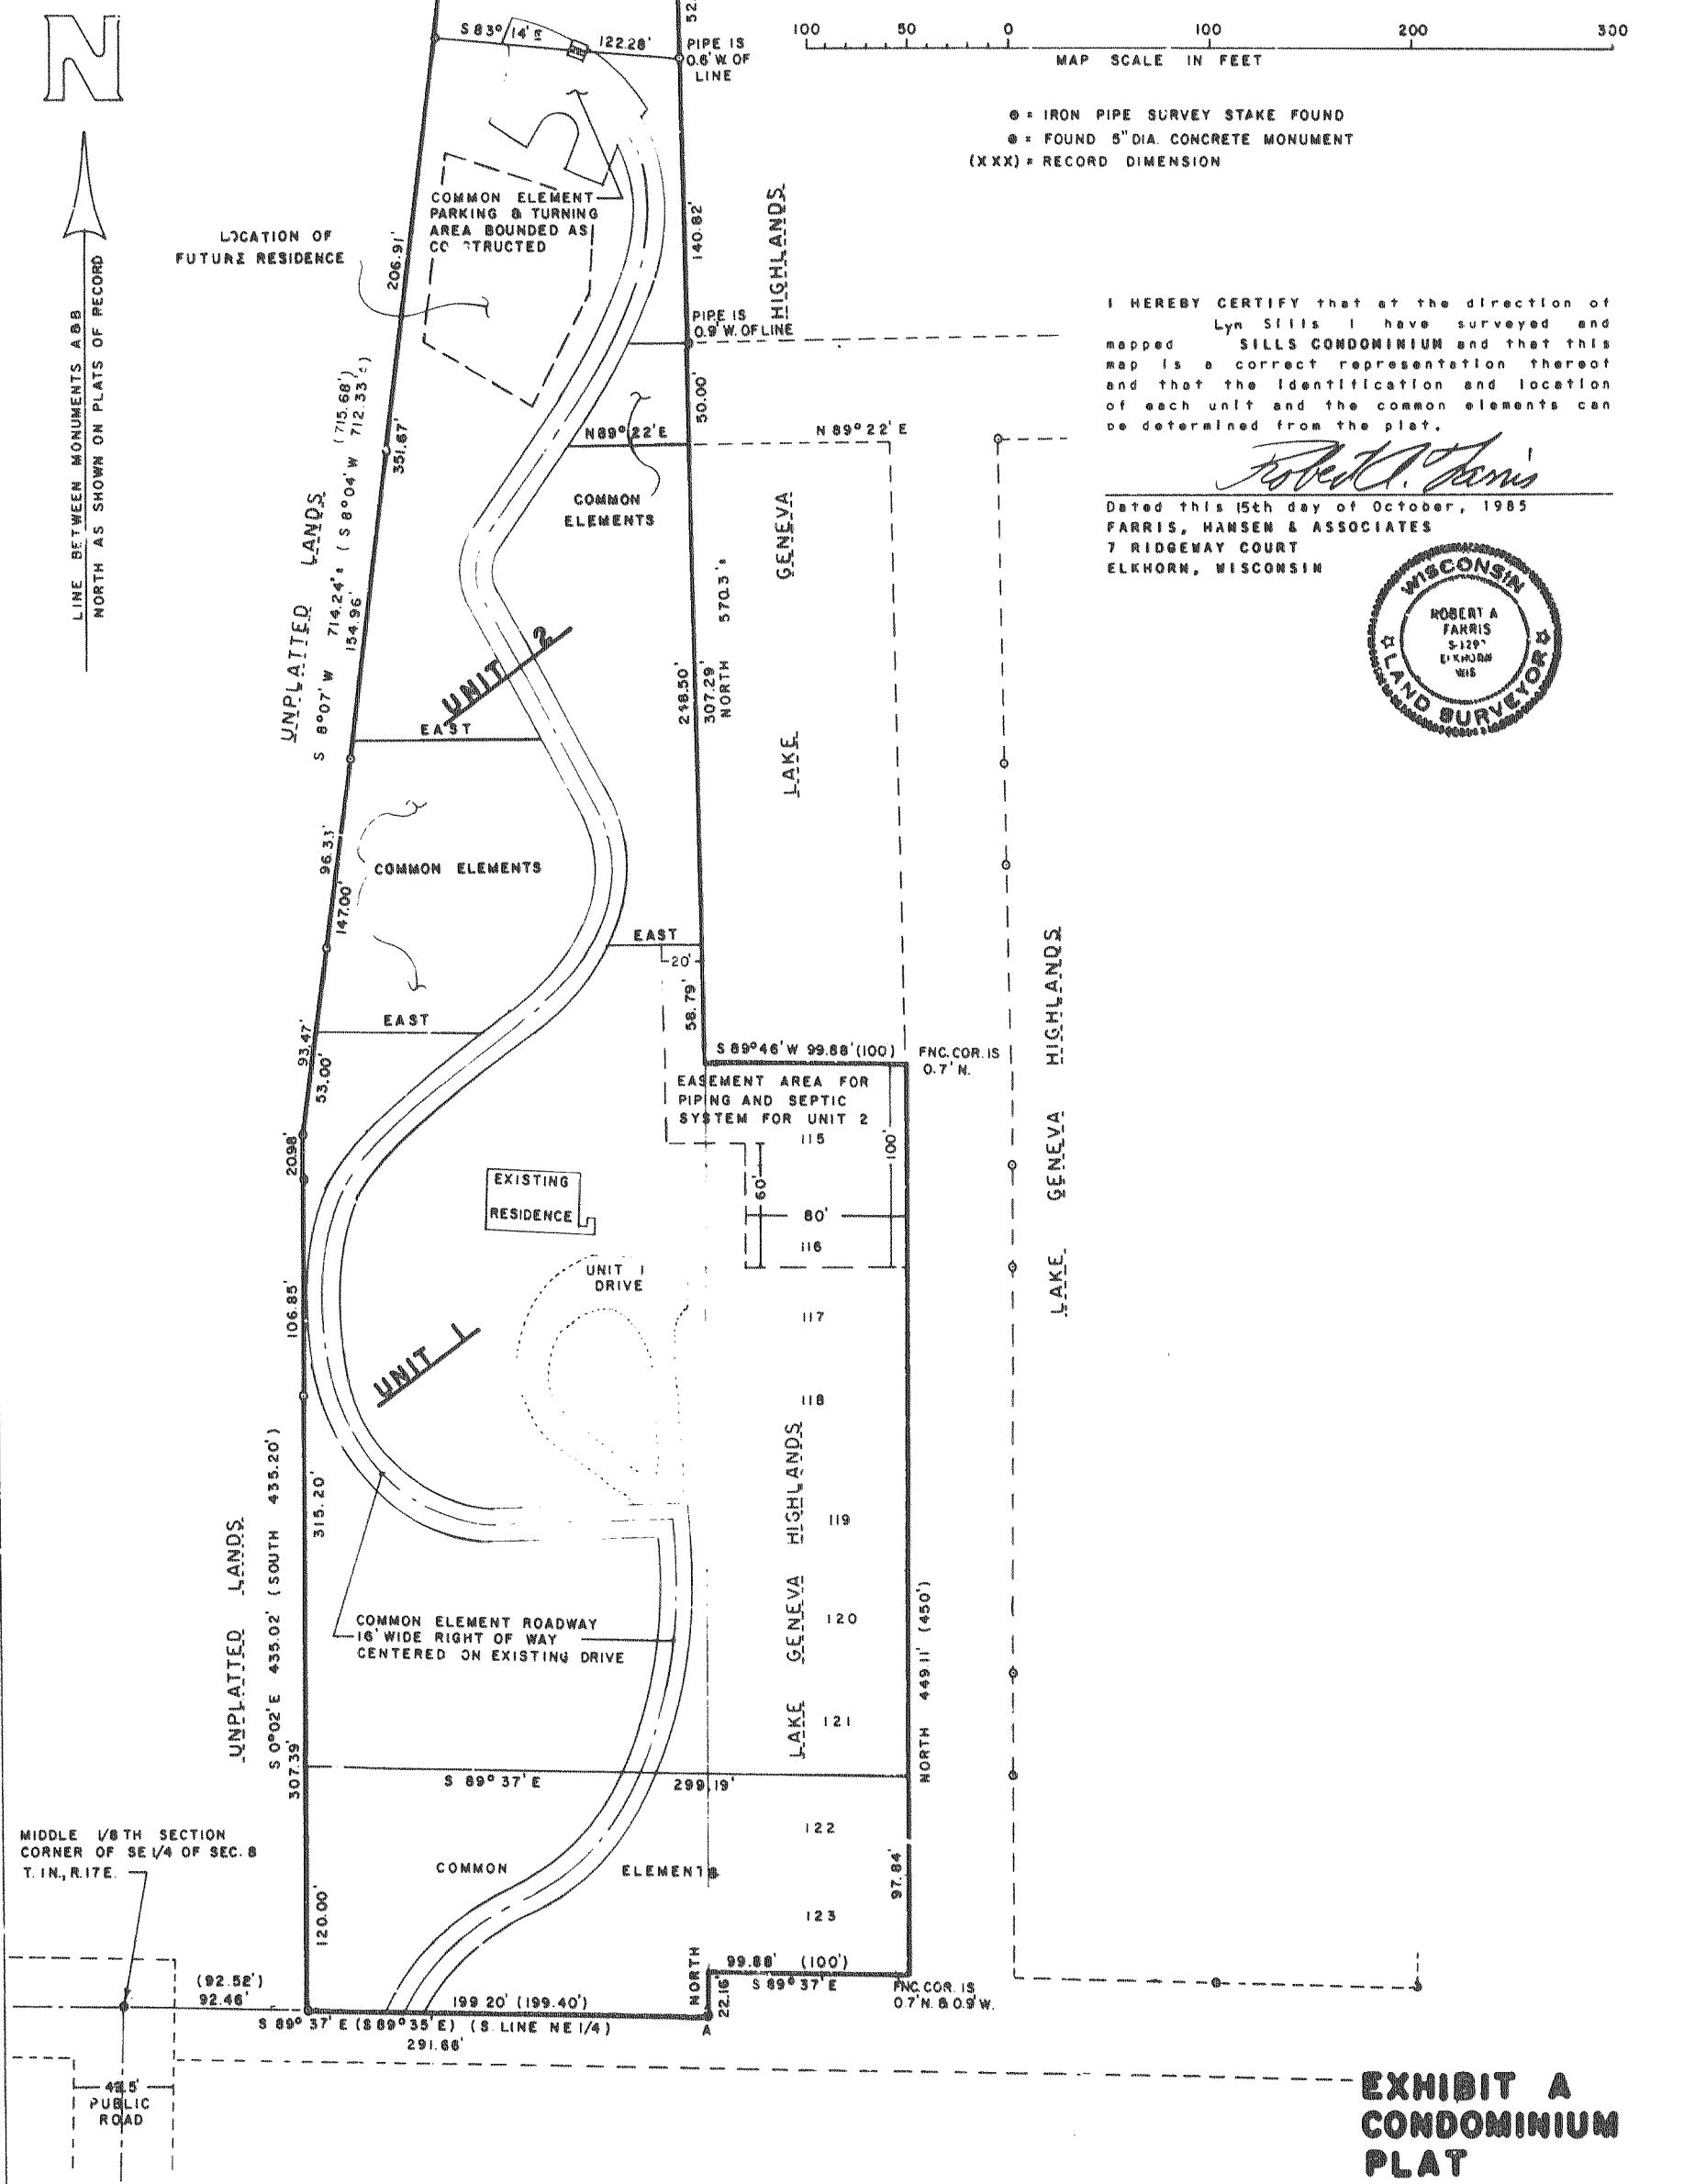 N
LINE BETWEEN MONUMENTS A&B
NORTH AS SHOWN ON PLATS OF RECORD
S 83° 14' E
122.28'
52.
PIPE IS
0.6' W. OF
LINE
100 50 0 100 200 300
MAP SCALE IN FEET
= IRON PIPE SURVEY STAKE FOUND
= FOUND 5" DIA. CONCRETE MONUMENT
(XXX) = RECORD DIMENSION
COMMON ELEMENT
PARKING & TURNING
AREA BOUNDED AS
CO STRUCTED
LOCATION OF
FUTURE RESIDENCE
206.91'
140.82'
HIGHLANDS
PIPE IS
0.9' W. OF LINE
I HEREBY CERTIFY that at the direction of
Lyn Sills I have surveyed and
mapped SILLS CONDOMINIUM and that this
map is a correct representation thereof
and that the identification and location
of each unit and the common elements can
be determined from the plat.
Robert A. Farris
Dated this 15th day of October, 1985
FARRIS, HANSEN & ASSOCIATES
7 RIDGEWAY COURT
ELKHORN, WISCONSIN
WISCONSIN
ROBERT A
FARRIS
ELKHORN
WIS
LAND SURVEYOR
50.00'
N89°22'E
N 89°22' E
COMMON
ELEMENTS
351.67'
(715.68')
UNPLATTED LANDS
S 8°07' W 714.24'± (S 8°04' W 712.33'±)
154.96'
UNIT 2
EAST
248.50'
570.3'±
307.29'
NORTH
GENEVA
LAKE
96.33'
147.00'
COMMON ELEMENTS
EAST
20'
58.79'
EAST
93.47'
53.00'
S 89°46' W 99.88' (100)
FNC. COR. IS
0.7' N.
EASEMENT AREA FOR
PIPING AND SEPTIC
SYSTEM FOR UNIT 2
115
100'
60'
80'
116
20.98'
EXISTING
RESIDENCE
UNIT 1
DRIVE
106.85'
117
UNIT 1
118
LAKE GENEVA HIGHLANDS
LAKE GENEVA HIGHLANDS
119
120
121
315.20'
UNPLATTED LANDS
S 0°02' E 435.02' (SOUTH 435.20')
COMMON ELEMENT ROADWAY
16' WIDE RIGHT OF WAY
CENTERED ON EXISTING DRIVE
NORTH 449.11' (450')
307.39'
S 89° 37' E
299.19'
122
COMMON ELEMENTS
97.84'
123
MIDDLE 1/8 TH SECTION
CORNER OF SE 1/4 OF SEC. 8
T. 1N., R.17E.
120.00'
(92.52')
92.46'
199.20' (199.40')
NORTH
22.16'
99.88' (100')
S 89° 37' E
FNC. COR. IS
0.7' N. & 0.9' W.
S 89° 37' E (S 89° 35' E) (S. LINE NE 1/4)
A
291.66'
49.5'
PUBLIC
ROAD
EXHIBIT A
CONDOMINIUM
PLAT